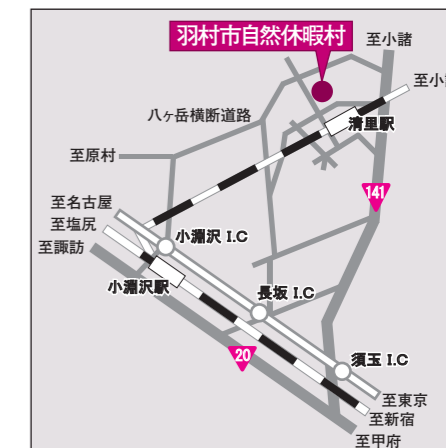 羽村市自然休暇村
至小諸
至小
八ヶ岳横断道路
清里駅
至原村
141
至名古屋
至塩尻
至諏訪
小淵沢 I.C
小淵沢駅
長坂 I.C
20
須玉 I.C
至東京
至新宿
至甲府